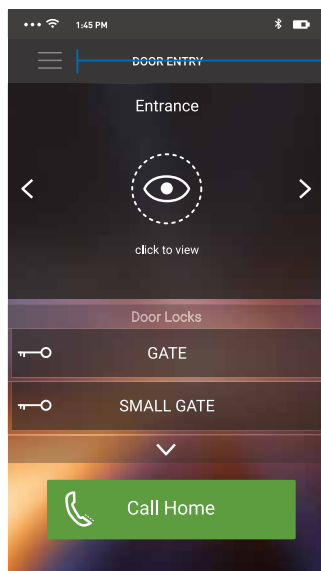 1:45 PM
DOOR ENTRY
Entrance
click to view
Door Locks
GATE
SMALL GATE
Call Home